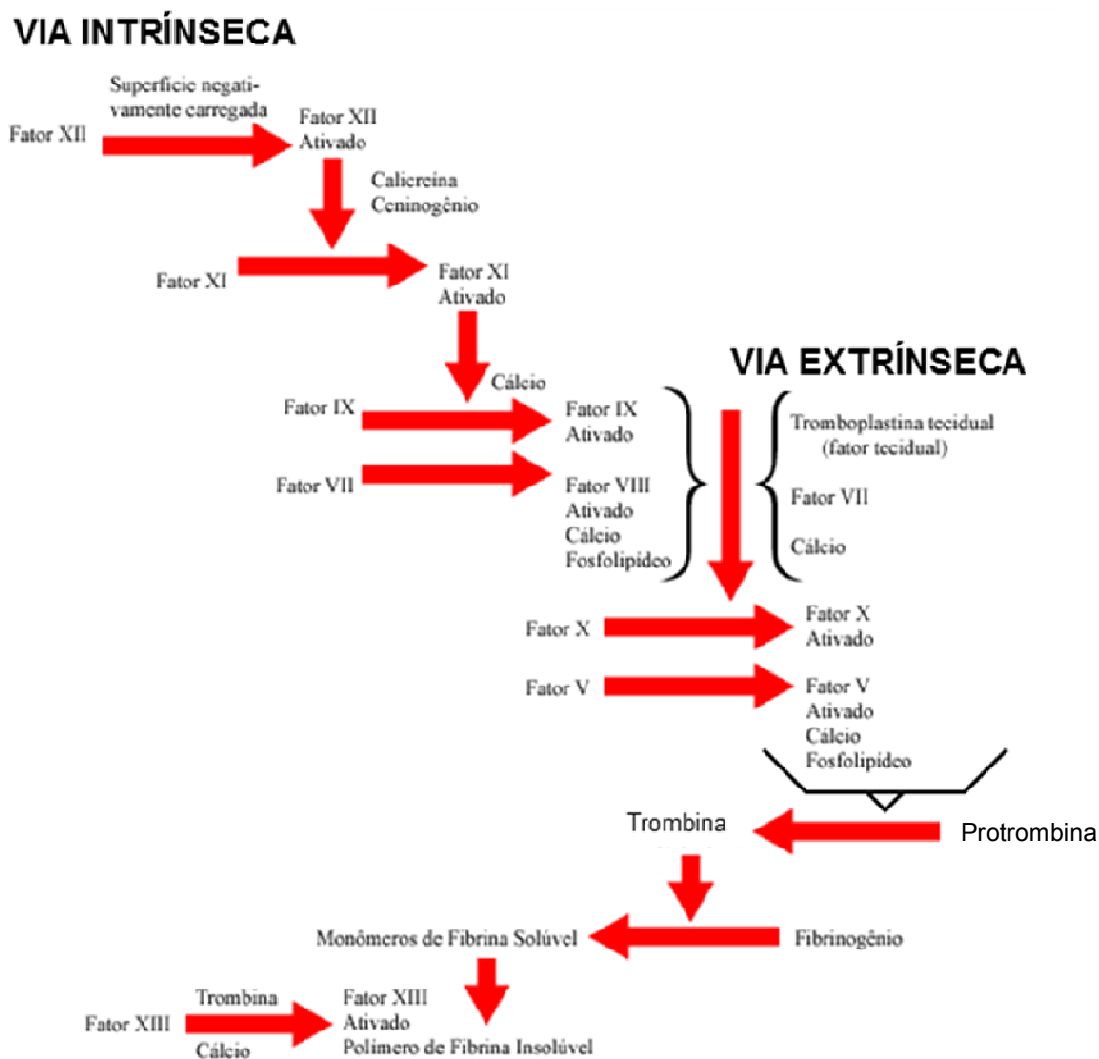 VIA INTRÍNSECA
Superfície negati-
vamente carregada
Fator XII
Fator XII
Ativado
Calicreína
Ceninogênio
Fator XI
Fator XI
Ativado
VIA EXTRÍNSECA
Cálcio
Fator IX
Fator IX
Ativado
Fator VII
Fator VIII
Ativado
Cálcio
Fosfolipídeo
Tromboplastina tecidual
(fator tecidual)
Fator VII
Cálcio
Fator X
Fator X
Ativado
Fator V
Fator V
Ativado
Cálcio
Fosfolipídeo
Trombina
Protrombina
Monômeros de Fibrina Solúvel
Fibrinogênio
Fator XIII
Trombina
Cálcio
Fator XIII
Ativado
Polímero de Fibrina Insolúvel